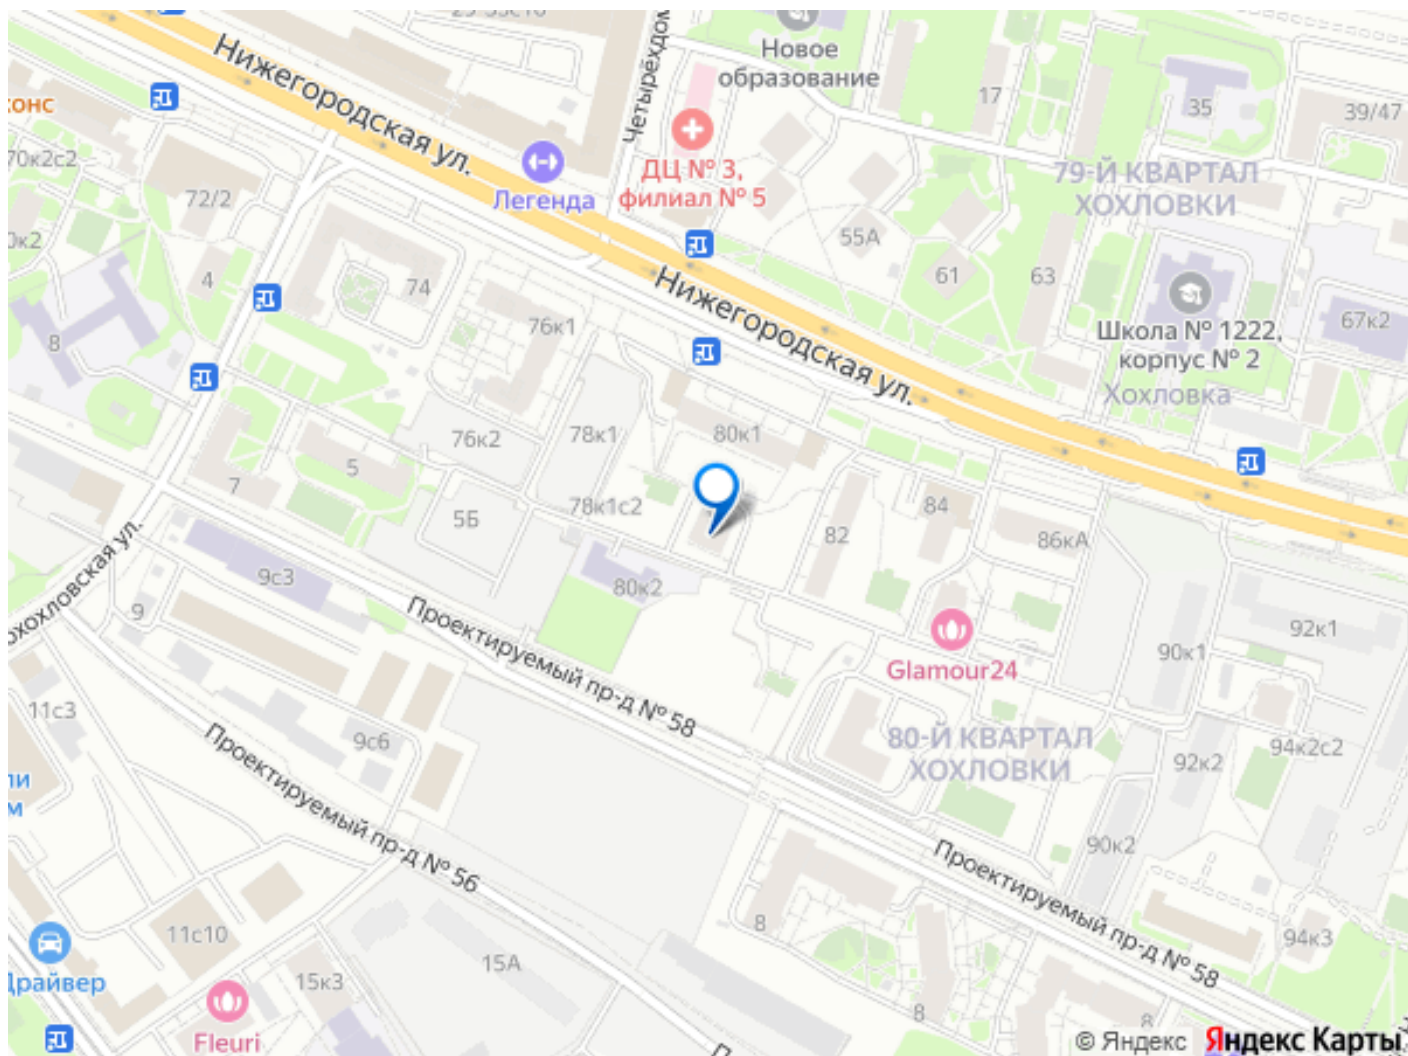 Новое
образование
17
35
39/47
Нижегородская ул.
Четырёхдом
ДЦ № 3,
филиал № 5
Легенда
79-Й КВАРТАЛ
ХОХЛОВКИ
70к2с2
72/2
55А
61
63
4
74
76к1
8
Нижегородская ул.
Школа № 1222,
корпус № 2
67к2
Хохловка
76к2
78к1
80к1
5
7
5Б
78к1с2
82
84
86кА
9с3
80к2
9
Проектируемый пр-д № 58
Glamour24
90к1
92к1
11с3
9с6
80-Й КВАРТАЛ
ХОХЛОВКИ
92к2
94к2с2
Проектируемый пр-д № 56
90к2
Проектируемый пр-д № 58
11с10
8
94к3
15А
15к3
Драйвер
Fleuri
8
8
© Яндекс Яндекс Карты